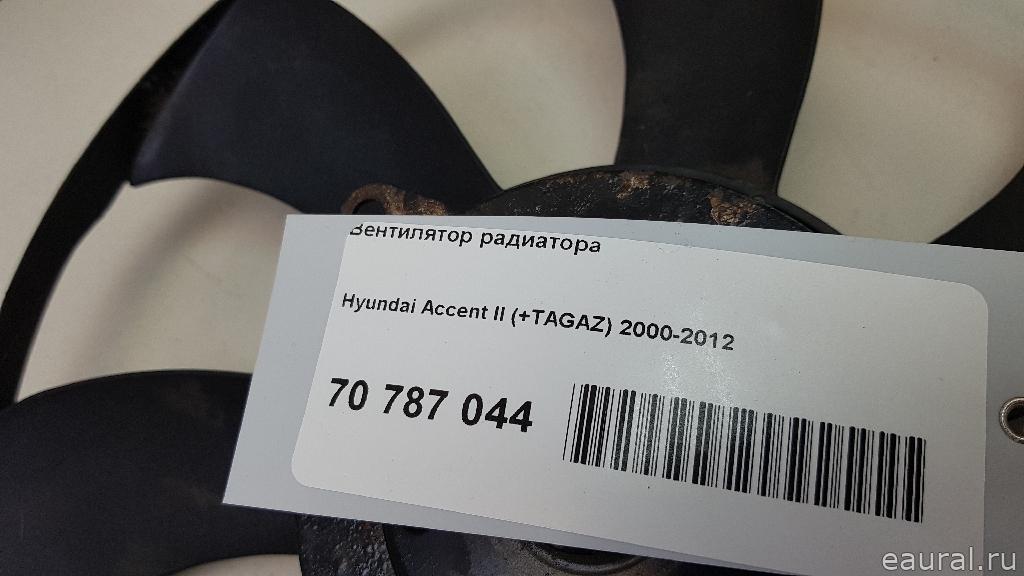 Вентилятор радиатора
Hyundai Accent II (+TAGAZ) 2000-2012
70 787 044
eaural.ru